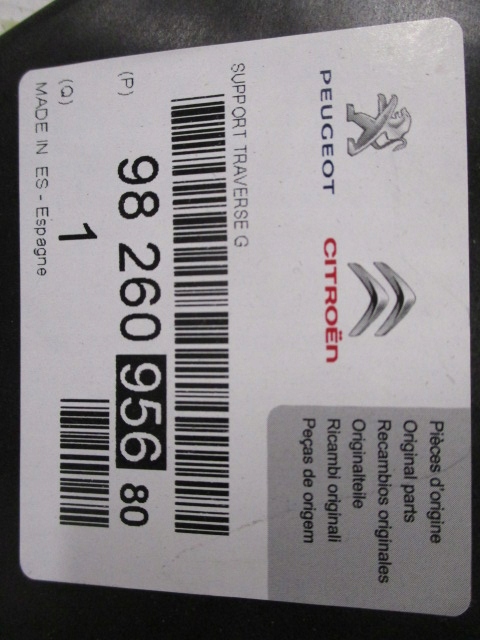 PEUGEOT
CITROËN
Pièces d'origine
Original parts
Recambios originales
Originalteile
Ricambi originali
Peças de origem
SUPPORT TRAVERSE G
(P)
98 260 956 80
(Q)
1
MADE IN ES - Espagne